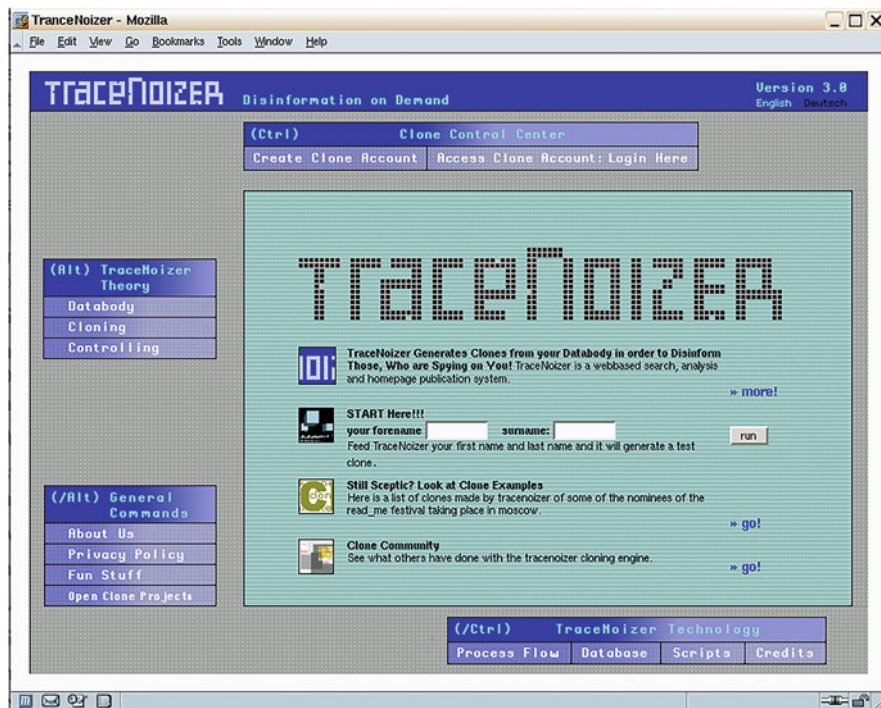 TranceNoizer - Mozilla
File Edit View Go Bookmarks Tools Window Help
TraceNoizer Disinformation on Demand
Version 3.0
English Deutsch
(Ctrl) Clone Control Center
Create Clone Account Access Clone Account: Login Here
(Alt) TraceNoizer
Theory
Databody
Cloning
Controlling
(/Alt) General
Commands
About Us
Privacy Policy
Fun Stuff
Open Clone Projects
TraceNoizer
TraceNoizer Generates Clones from your Databody in order to Disinform
Those, Who are Spying on You! TraceNoizer is a webbased search, analysis
and homepage publication system.
» more!
START Here!!!
your forename surname: run
Feed TraceNoizer your first name and last name and it will generate a test
clone.
Still Sceptic? Look at Clone Examples
Here is a list of clones made by tracenoizer of some of the nominees of the
read_me festival taking place in moscow.
» go!
Clone Community
See what others have done with the tracenoizer cloning engine.
» go!
(/Ctrl) TraceNoizer Technology
Process Flow Database Scripts Credits